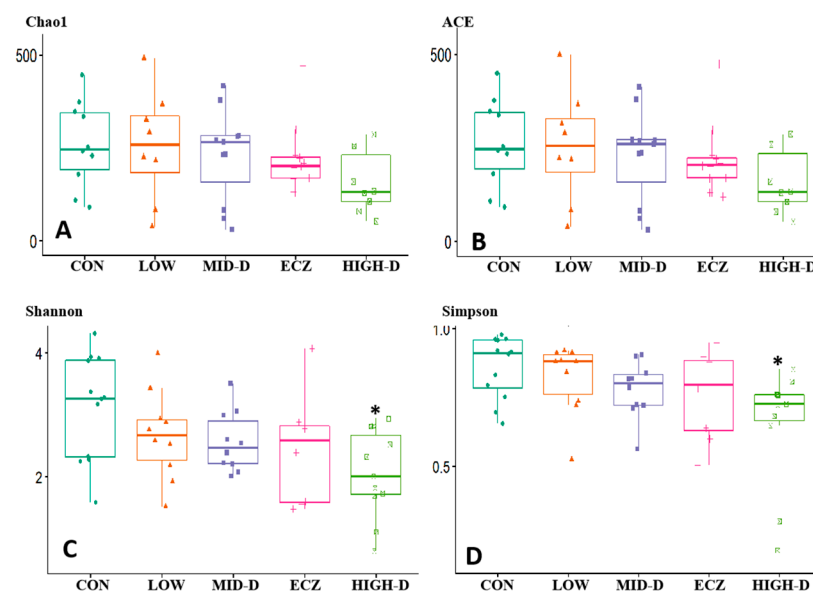 Chao1
ACE
500
500
0
0
A
B
CON LOW MID-D ECZ HIGH-D
CON LOW MID-D ECZ HIGH-D
Shannon
Simpson
1.0
4
*
*
0.5
2
C
D
CON LOW MID-D ECZ HIGH-D
CON LOW MID-D ECZ HIGH-D